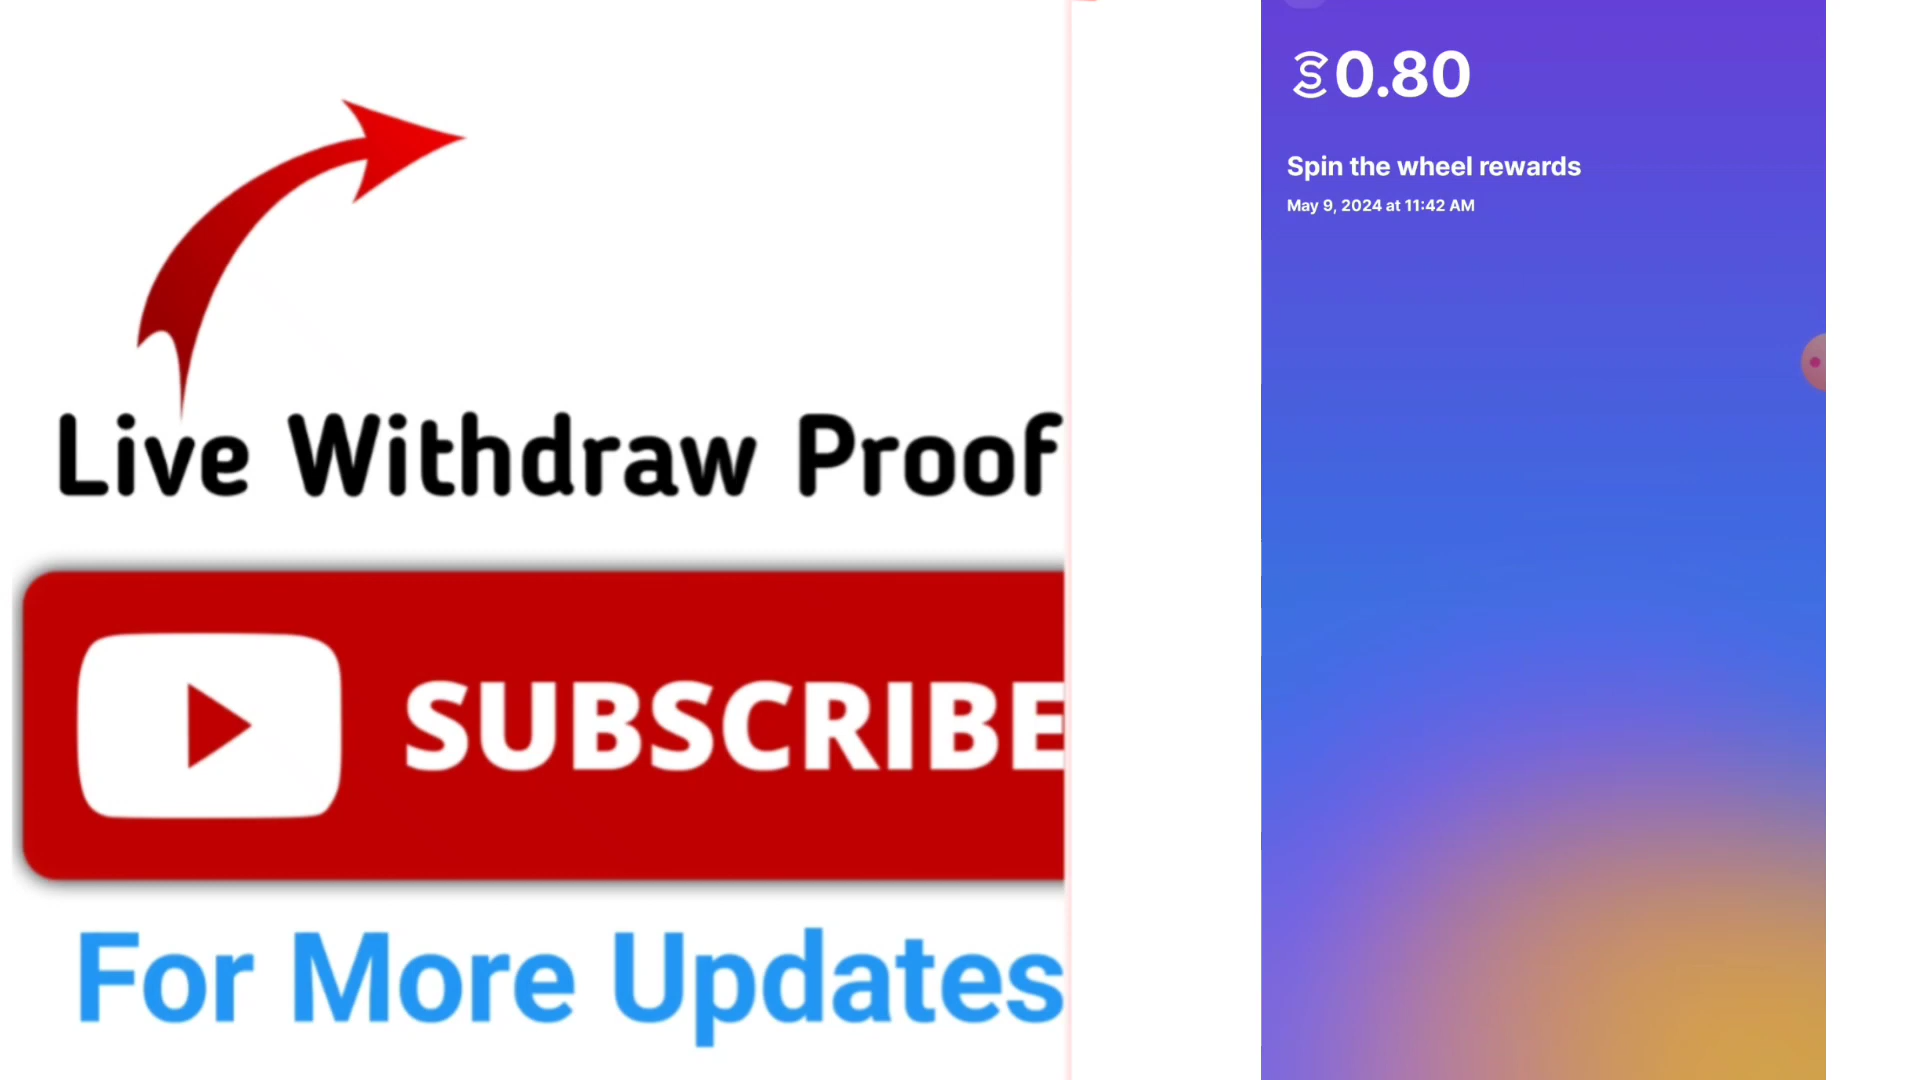 Live Withdraw Proof
SUBSCRIBE
For More Updates
0.80
Spin the wheel rewards
May 9, 2024 at 11:42 AM